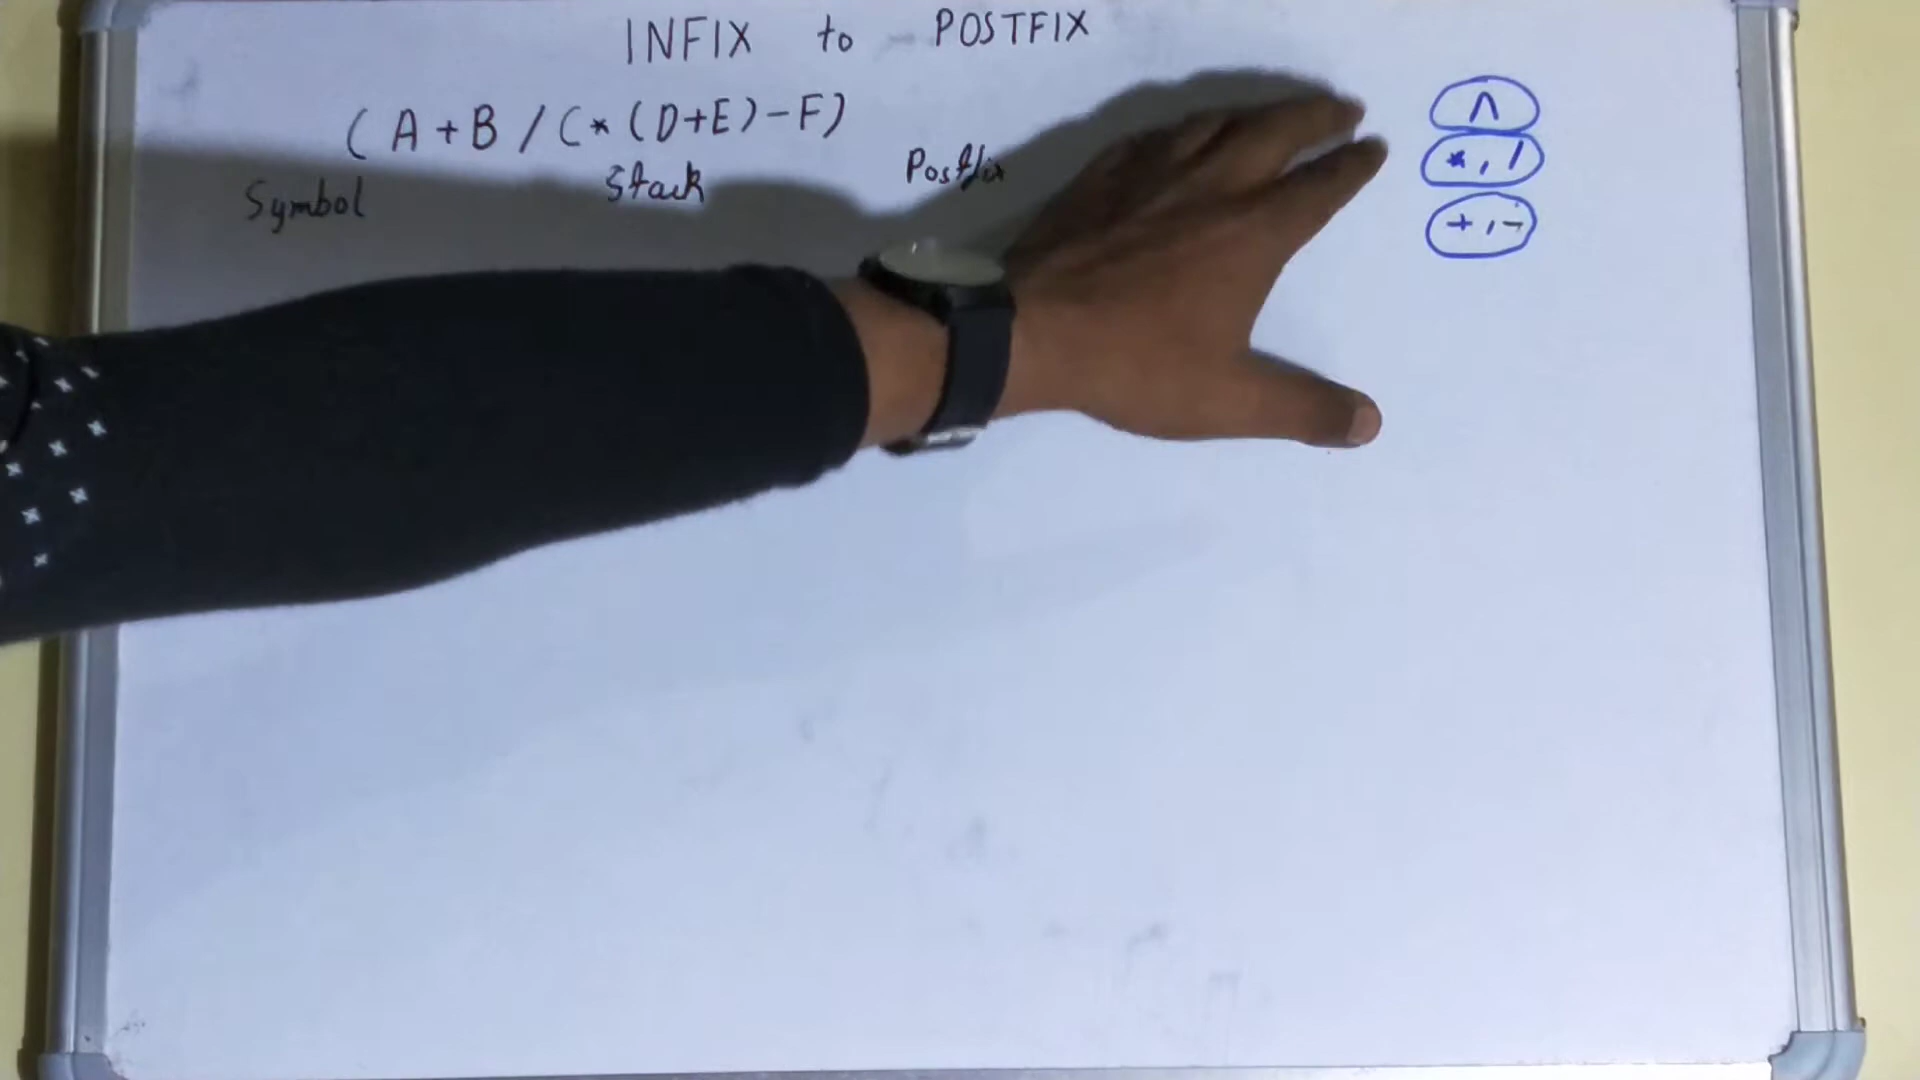 INFIX to POSTFIX
( A + B / C * ( D + E ) - F )
Symbol Stack Postfix
^
*, /
+, -